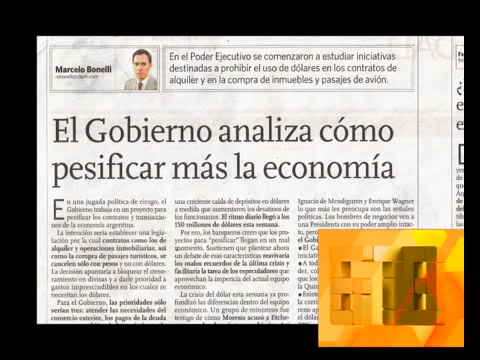 Marcelo Bonelli
En el Poder Ejecutivo se comenzaron a estudiar iniciativas
destinadas a prohibir el uso de dólares en los contratos de
alquiler y en la compra de inmuebles y pasajes de avión.
El Gobierno analiza cómo
pesificar más la economía
En una jugada política de riesgo, el
Gobierno trabaja en un proyecto para
pesificar los contratos y transaccio-
nes de la economía argentina.
La intención sería establecer una le-
gislación por la cual contratos como los de
alquiler y operaciones inmobiliarias, así
como la compra de pasajes turísticos, se
cancelen sólo con pesos y no con dólares.
La decisión apuntaría a bloquear el ateso-
ramiento en divisas y a darle prioridad a
gastos imprescindibles en los cuales se
necesitan los dólares.
Para el Gobierno, las prioridades sólo
serían tres: atender las necesidades del
comercio exterior, los pagos de la deuda
una creciente caída de depósitos en dólares
a medida que aumentaron los desatinos de
los funcionarios. El ritmo diario llegó a los
150 millones de dólares esta semana.
Por eso, los banqueros creen que los pro-
yectos para "pesificar" llegan en un mal
momento. Sostienen que plantear ahora
un debate de esas características reaviviría
los malos recuerdos de la última crisis y
facilitaría la tarea de los especuladores que
aprovechan la impericia del actual equipo
económico.
La crisis del dólar esta semana ya profun-
dizó las diferencias dentro del equipo
económico. Un grupo de ministros fue
testigo de cómo Moreno acusó a Etche-
Ignacio de Mendiguren y Enrique Wagner
lo que más les preocupa son las señales
políticas. Los hombres de negocios ven a
una Presidenta con su poder amplio intac-